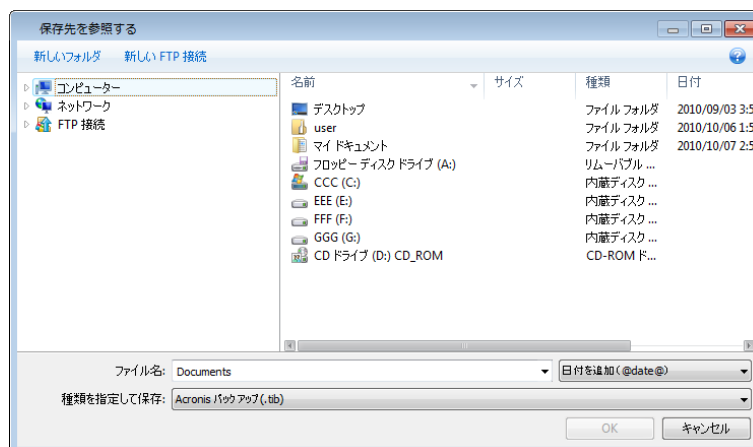 保存先を参照する
新しいフォルダ 新しい FTP 接続
コンピューター
ネットワーク
FTP 接続
名前 サイズ 種類 日付
デスクトップ ファイル フォルダ 2010/09/03 3:5
user ファイル フォルダ 2010/10/06 1:5
マイ ドキュメント ファイル フォルダ 2010/10/07 2:5
フロッピー ディスク ドライブ (A:) リムーバブル ...
CCC (C:) 内蔵ディスク ...
EEE (E:) 内蔵ディスク ...
FFF (F:) 内蔵ディスク ...
GGG (G:) 内蔵ディスク ...
CD ドライブ (D:) CD_ROM CD-ROM ド...
ファイル名: Documents 日付を追加(@date@)
種類を指定して保存: Acronis バックアップ(.tib)
OK キャンセル